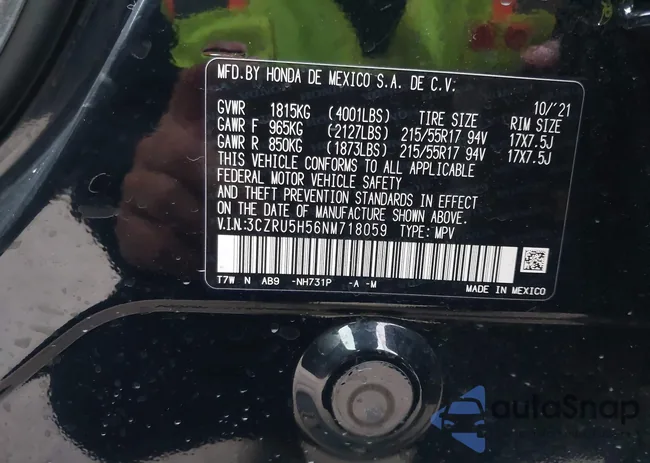 MFD. BY HONDA DE MEXICO S.A. DE C.V:
10/'21
GVWR 1815KG (4001LBS) TIRE SIZE RIM SIZE
GAWR F 965KG (2127LBS) 215/55R17 94V 17X7.5J
GAWR R 850KG (1873LBS) 215/55R17 94V 17X7.5J
THIS VEHICLE CONFORMS TO ALL APPLICABLE
FEDERAL MOTOR VEHICLE SAFETY
AND THEFT PREVENTION STANDARDS IN EFFECT
ON THE DATE OF MANUFACTURE SHOWN ABOVE.
V.I.N:3CZRU5H56NM718059 TYPE: MPV
T7W N AB9 -NH731P -A -M
MADE IN MEXICO
autoSnap